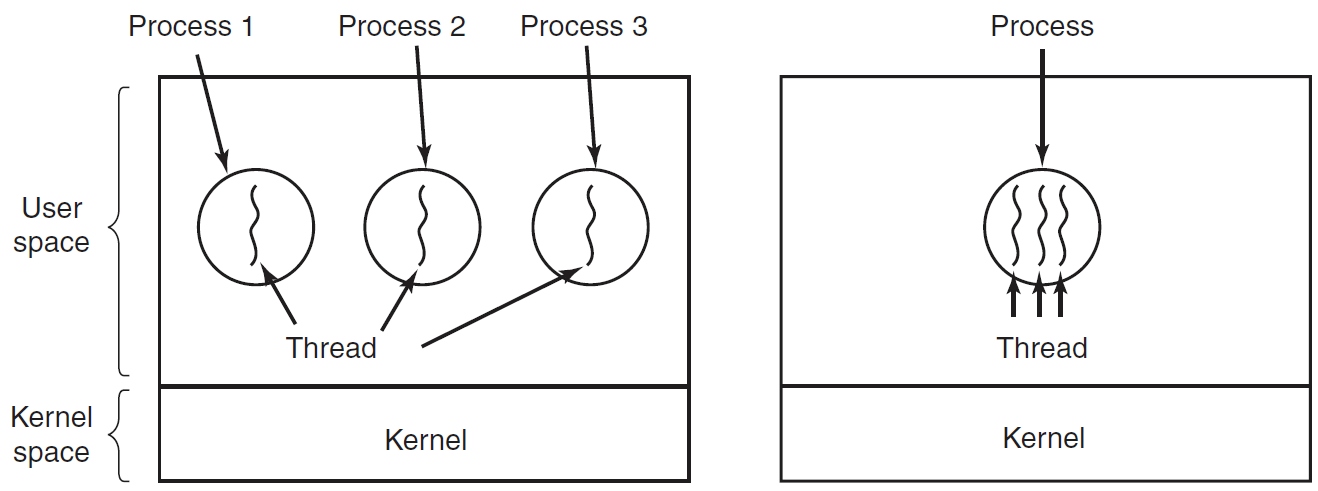 Process 1
Process 2
Process 3
Process
User
space
Thread
Thread
Kernel
space
Kernel
Kernel